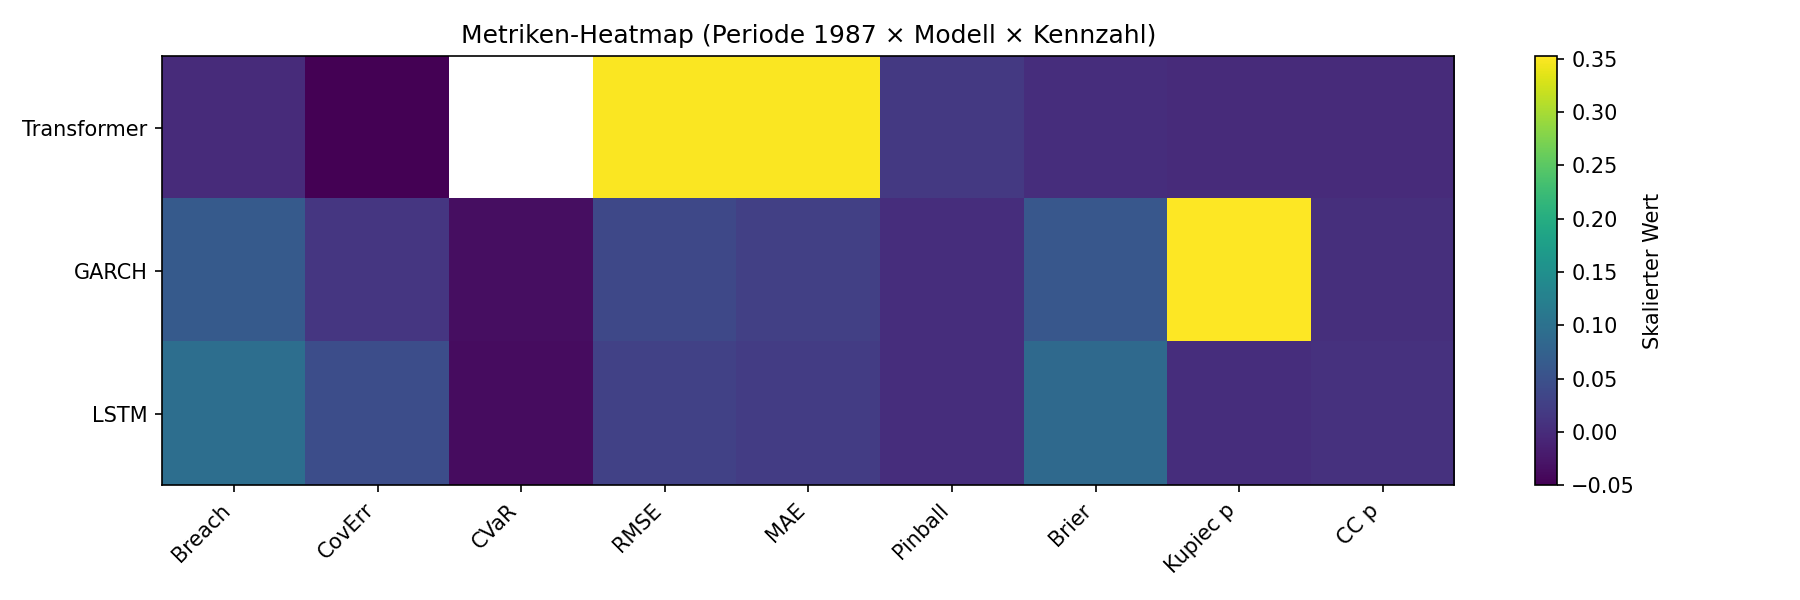 Metriken-Heatmap (Periode 1987 × Modell × Kennzahl)
Transformer
GARCH
LSTM
Breach
CovErr
CVaR
RMSE
MAE
Pinball
Brier
Kupiec p
CC p
0.35
0.30
0.25
0.20
0.15
0.10
0.05
0.00
−0.05
Skalierter Wert